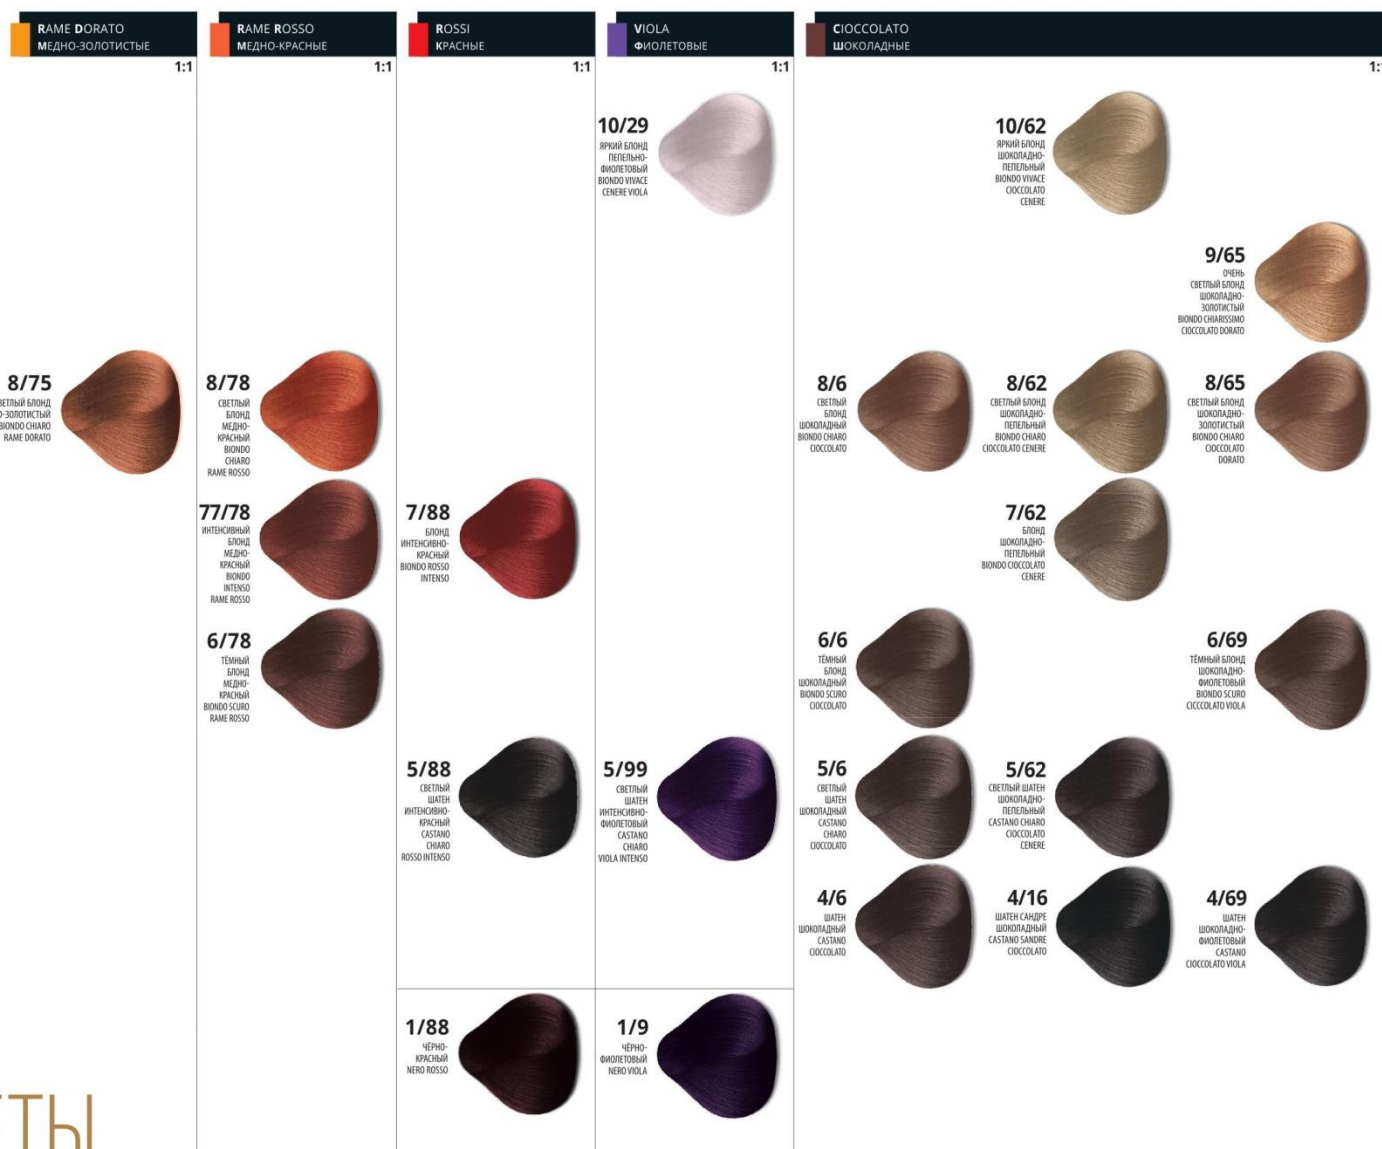 RAME DORATO
МЕДНО-ЗОЛОТИСТЫЕ
1:1
8/75
RAME DORATO
RAME ROSSO
МЕДНО-КРАСНЫЕ
1:1
8/78
СВЕТЛЫЙ
БЛОНД
МЕДНО-
КРАСНЫЙ
BIONDO
CHIARO
RAME ROSSO
77/78
ИНТЕНСИВНЫЙ
БЛОНД
МЕДНО-
КРАСНЫЙ
BIONDO
INTENSO
RAME ROSSO
6/78
ТЁМНЫЙ
БЛОНД
МЕДНО-
КРАСНЫЙ
BIONDO SCURO
RAME ROSSO
ROSSI
КРАСНЫЕ
1:1
7/88
БЛОНД
ИНТЕНСИВНО-
КРАСНЫЙ
BIONDO ROSSO
INTENSO
5/88
СВЕТЛЫЙ
ШАТЕН
ИНТЕНСИВНО-
КРАСНЫЙ
CASTANO
CHIARO
ROSSO INTENSO
1/88
ЧЁРНО-
КРАСНЫЙ
NERO ROSSO
VIOLA
ФИОЛЕТОВЫЕ
1:1
10/29
ЯРКИЙ БЛОНД
ПЕПЕЛЬНО-
ФИОЛЕТОВЫЙ
BIONDO VIVACE
CENERE VIOLA
5/99
СВЕТЛЫЙ
ШАТЕН
ИНТЕНСИВНО-
ФИОЛЕТОВЫЙ
CASTANO
CHIARO
VIOLA INTENSO
1/9
ЧЁРНО-
ФИОЛЕТОВЫЙ
NERO VIOLA
CIOCCOLATO
ШОКОЛАДНЫЕ
10/62
ЯРКИЙ БЛОНД
ШОКОЛАДНО-
ПЕПЕЛЬНЫЙ
BIONDO VIVACE
CIOCCOLATO
CENERE
9/65
ОЧЕНЬ
СВЕТЛЫЙ БЛОНД
ШОКОЛАДНО-
ЗОЛОТИСТЫЙ
BIONDO CHIARISSIMO
CIOCCOLATO DORATO
8/6
СВЕТЛЫЙ
БЛОНД
ШОКОЛАДНЫЙ
BIONDO CHIARO
CIOCCOLATO
8/62
СВЕТЛЫЙ БЛОНД
ШОКОЛАДНО-
ПЕПЕЛЬНЫЙ
BIONDO CHIARO
CIOCCOLATO CENERE
8/65
СВЕТЛЫЙ БЛОНД
ШОКОЛАДНО-
ЗОЛОТИСТЫЙ
BIONDO CHIARO
CIOCCOLATO
DORATO
7/62
БЛОНД
ШОКОЛАДНО-
ПЕПЕЛЬНЫЙ
BIONDO CIOCCOLATO
CENERE
6/6
ТЁМНЫЙ
БЛОНД
ШОКОЛАДНЫЙ
BIONDO SCURO
CIOCCOLATO
6/69
ТЁМНЫЙ БЛОНД
ШОКОЛАДНО-
ФИОЛЕТОВЫЙ
BIONDO SCURO
CICCCOLATO VIOLA
5/6
СВЕТЛЫЙ
ШАТЕН
ШОКОЛАДНЫЙ
CASTANO
CHIARO
CIOCCOLATO
5/62
СВЕТЛЫЙ ШАТЕН
ШОКОЛАДНО-
ПЕПЕЛЬНЫЙ
CASTANO CHIARO
CIOCCOLATO
CENERE
4/6
ШАТЕН
ШОКОЛАДНЫЙ
CASTANO
CIOCCOLATO
4/16
ШАТЕН САНДРЕ
ШОКОЛАДНЫЙ
CASTANO SANDRE
CIOCCOLATO
4/69
ШАТЕН
ШОКОЛАДНО-
ФИОЛЕТОВЫЙ
CASTANO
CIOCCOLATO VIOLA